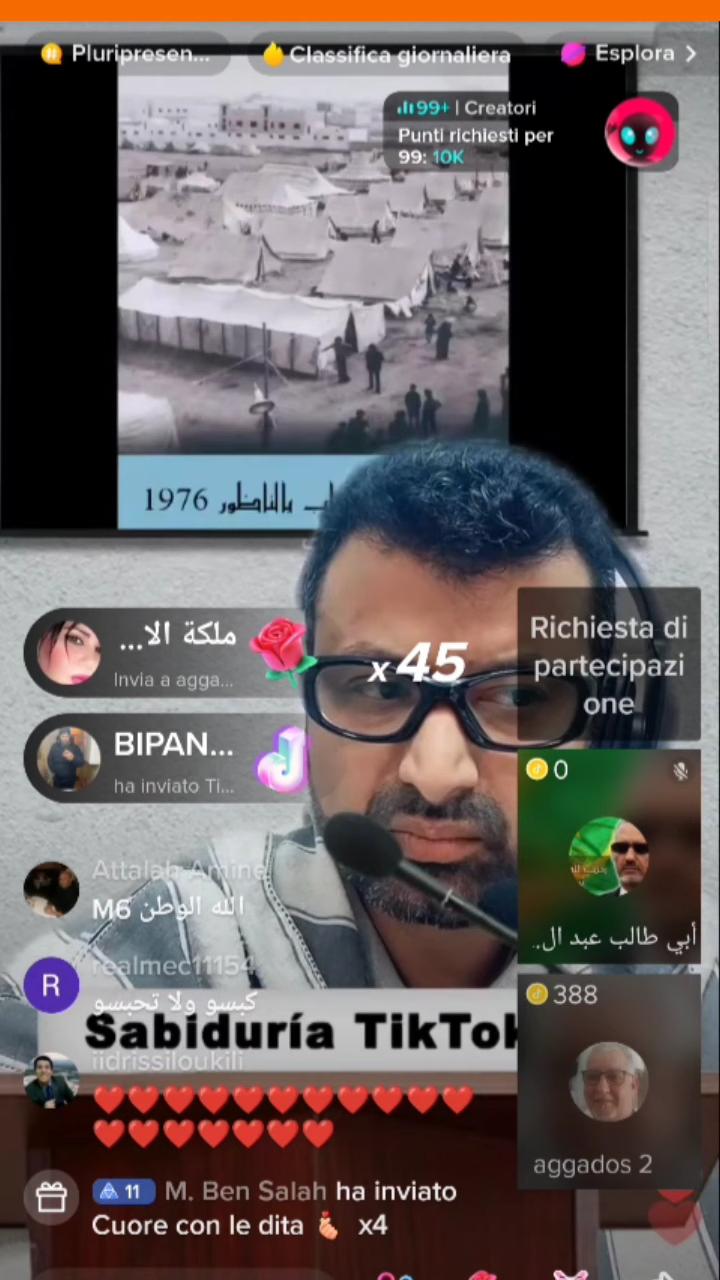 Pluripresen...
Classifica giornaliera
Esplora
99+ | Creatori
Punti richiesti per
99: 10K
بالناظور 1976
ملكة الا...
Invia a agga...
x 45
Richiesta di
partecipazi
one
BIPAN...
ha inviato Ti...
0
أبي طالب عبد ال..
Attalah Amine
الله الوطن M6
realmec11154
كبسو ولا تحبسو
Sabiduría TikTok
iidrissiloukili
❤️❤️❤️❤️❤️❤️❤️❤️❤️❤️❤️
❤️❤️❤️❤️❤️❤️❤️
388
aggados 2
11 M. Ben Salah ha inviato
Cuore con le dita 🫰 x4